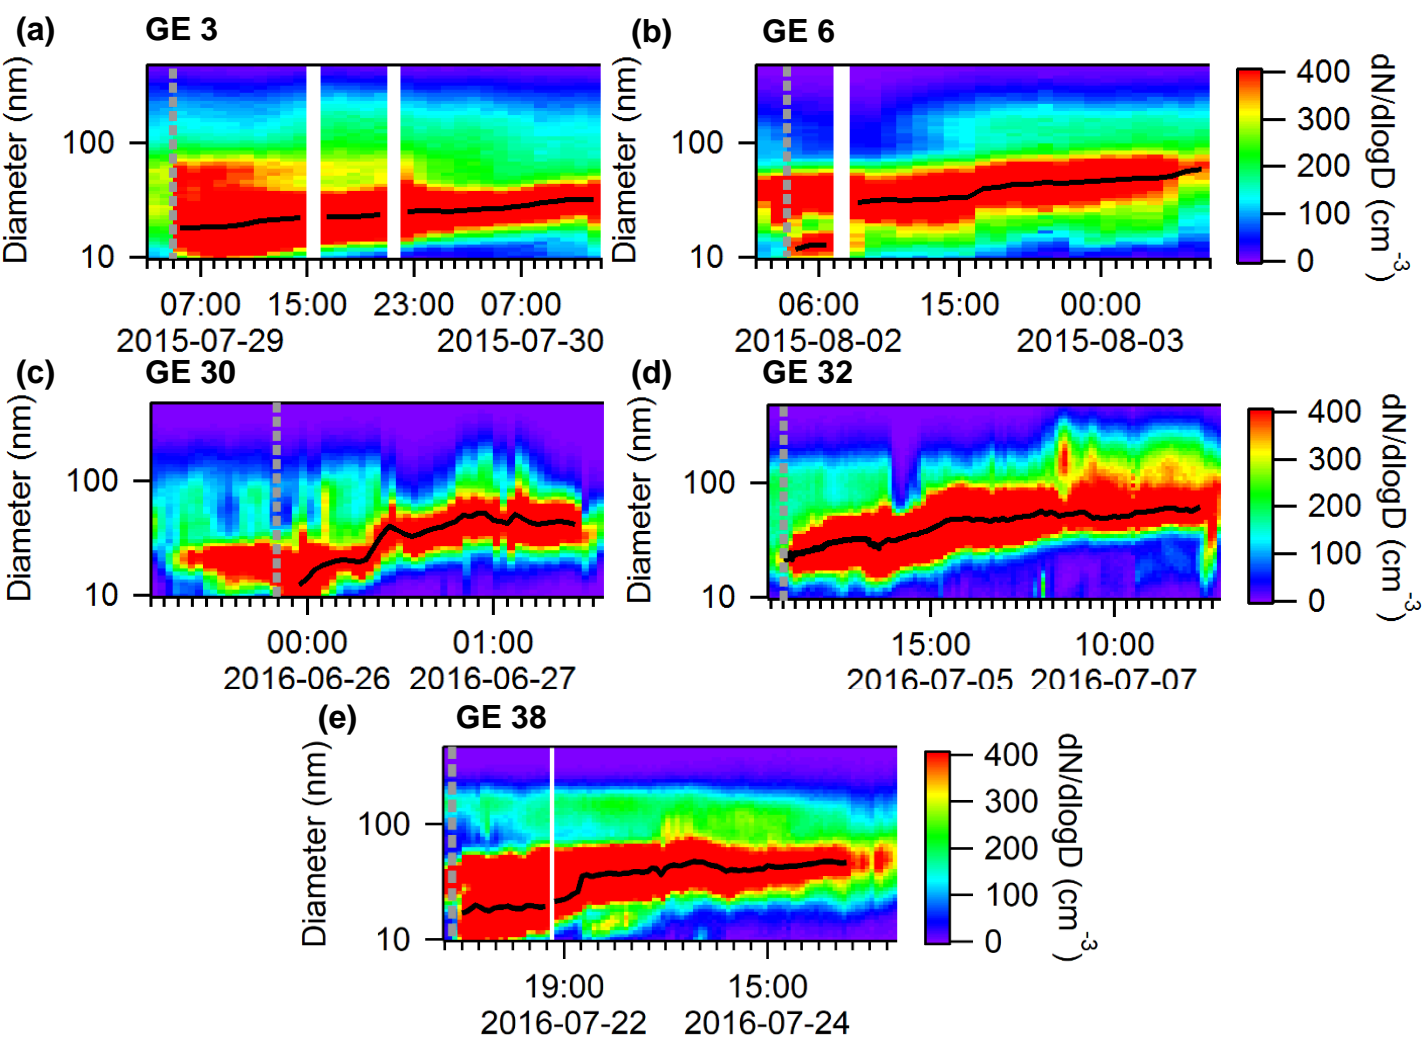 (a) GE 3
Diameter (nm)
100
10
07:00 15:00 23:00 07:00
2015-07-29 2015-07-30
(b) GE 6
Diameter (nm)
100
10
06:00 15:00 00:00
2015-08-02 2015-08-03
400
300
200
100
0
dN/dlogD (cm-3)
(c) GE 30
Diameter (nm)
100
10
00:00 01:00
2016-06-26 2016-06-27
(d) GE 32
Diameter (nm)
100
10
15:00 10:00
2016-07-05 2016-07-07
400
300
200
100
0
dN/dlogD (cm-3)
(e) GE 38
Diameter (nm)
100
10
19:00 15:00
2016-07-22 2016-07-24
400
300
200
100
0
dN/dlogD (cm-3)